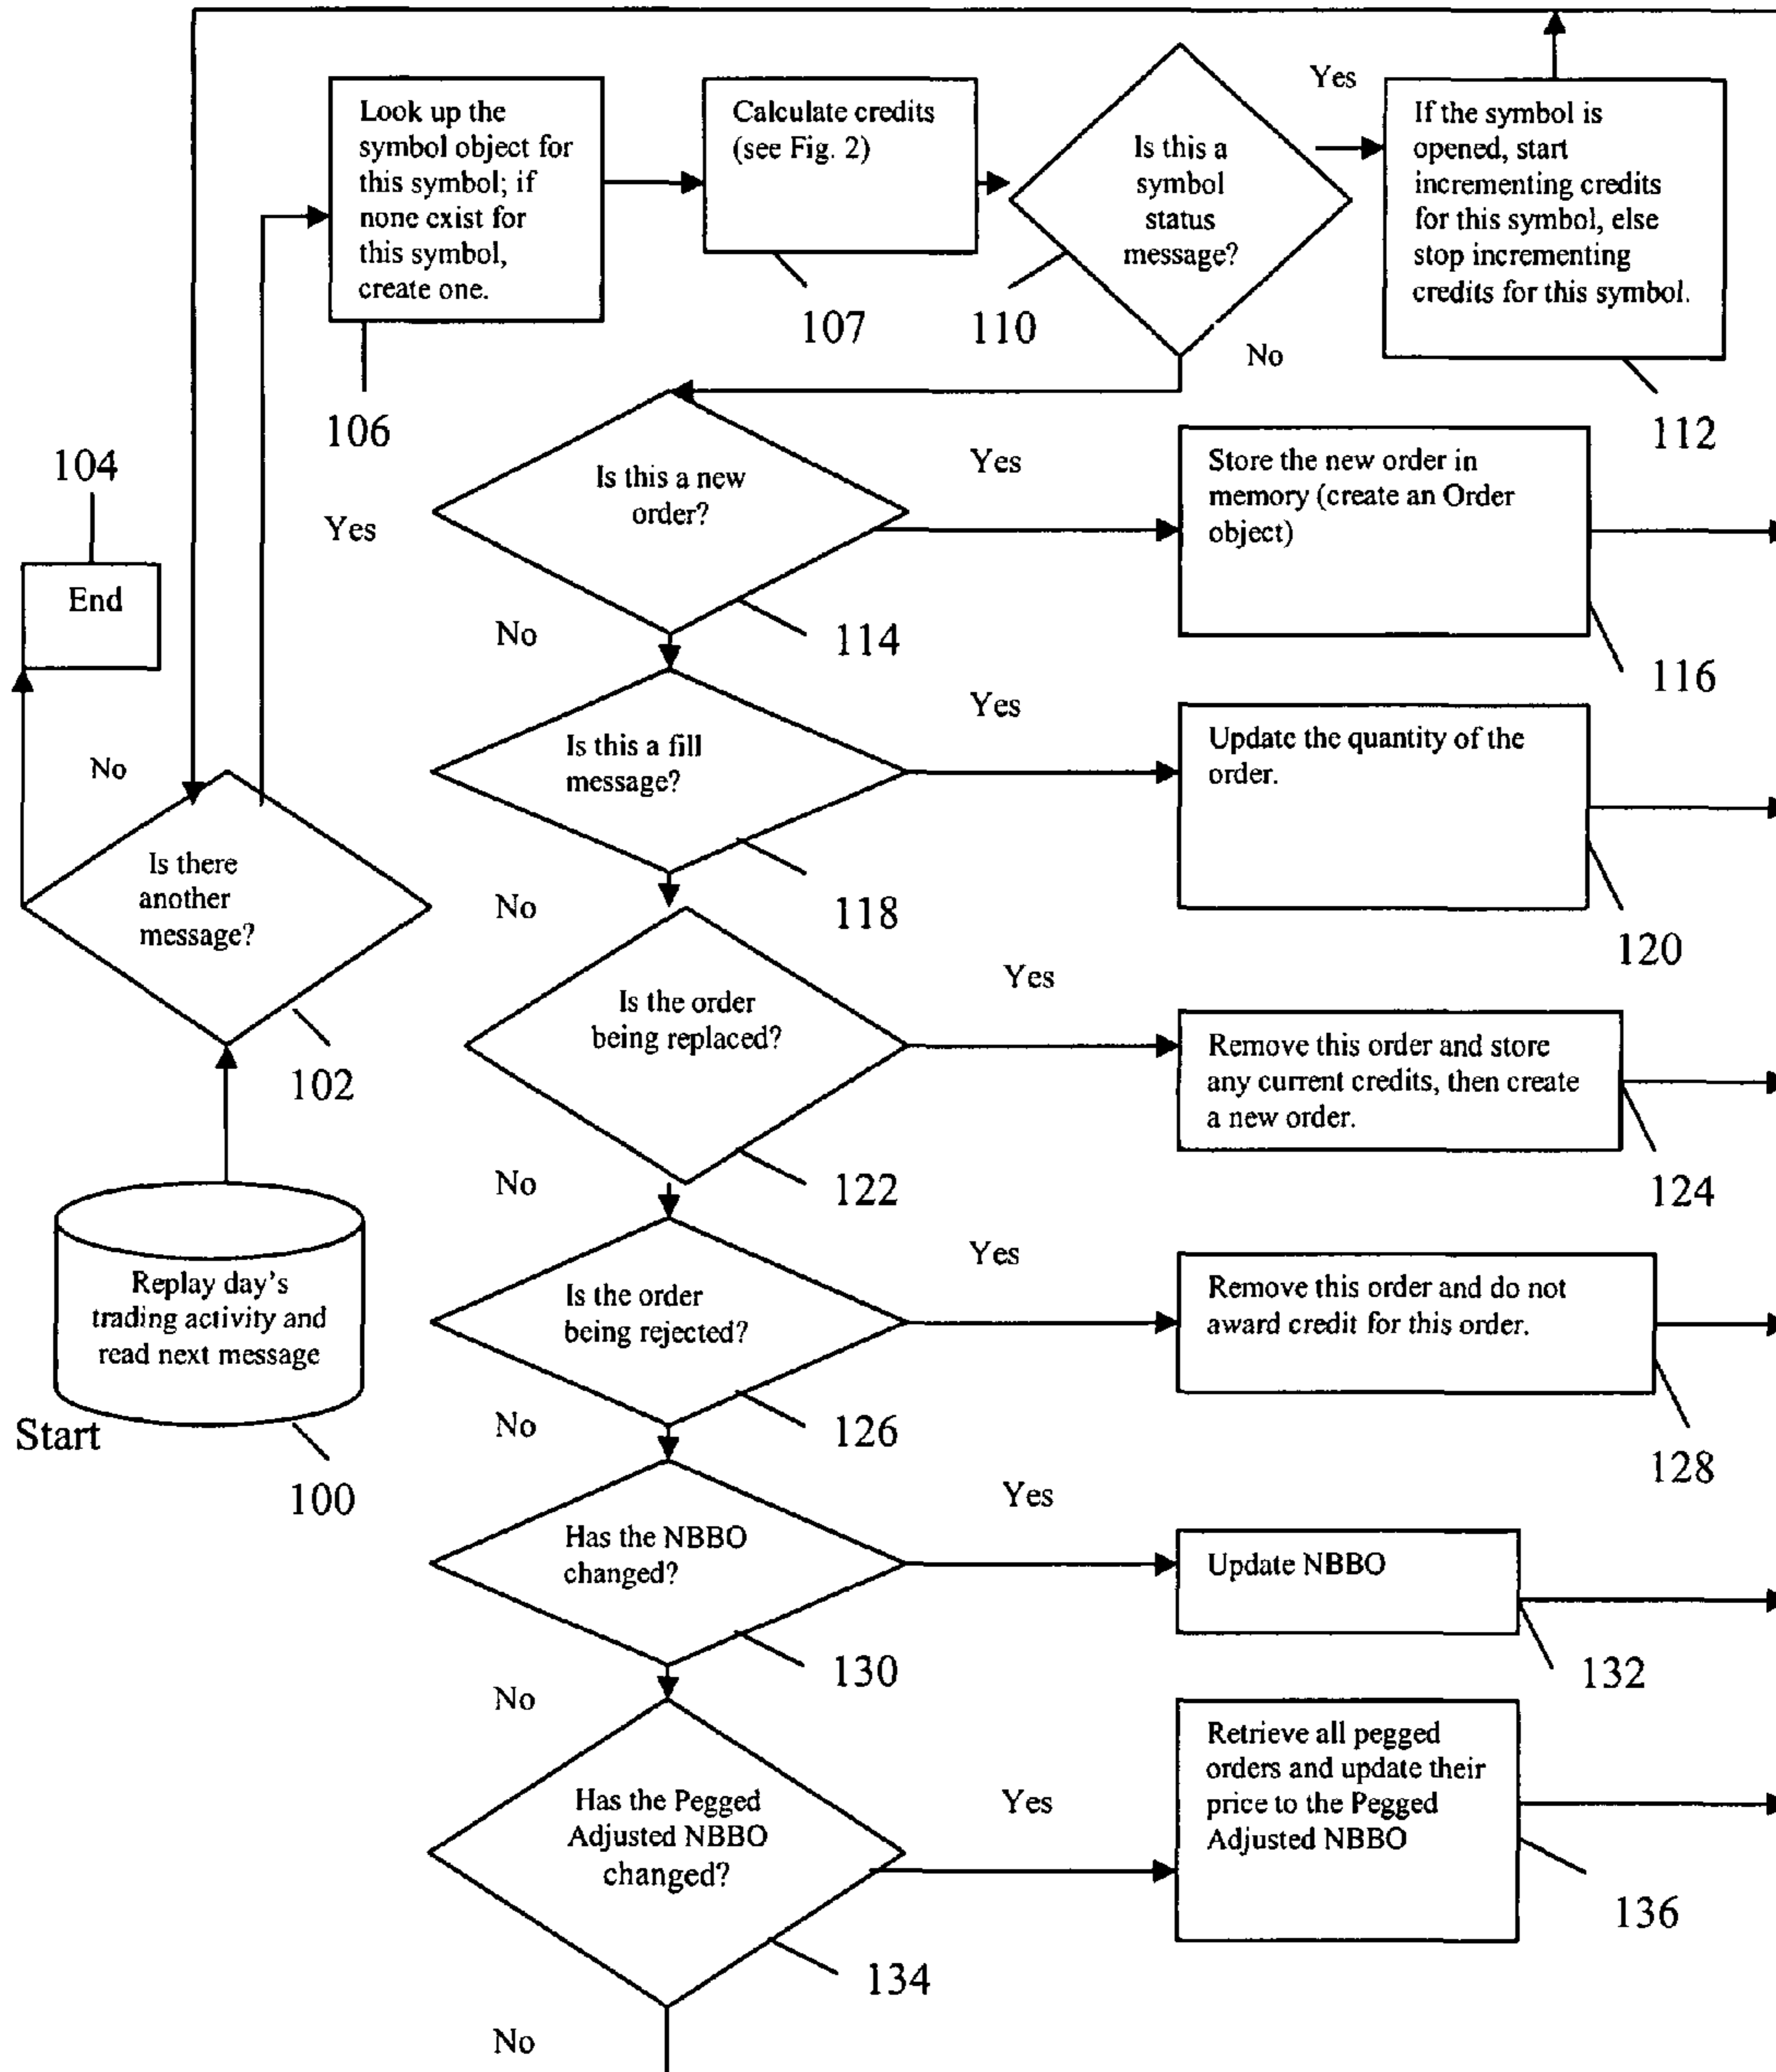 Look up the
symbol object for
this symbol; if
none exist for
this symbol,
create one.
106
Calculate credits
(see Fig. 2)
107
Is this a
symbol
status
message?
110
Yes
No
If the symbol is
opened, start
incrementing credits
for this symbol, else
stop incrementing
credits for this symbol.
112
104
End
No
Yes
Is there
another
message?
102
Replay day's
trading activity and
read next message
Start
100
Is this a new
order?
Yes
No
114
Store the new order in
memory (create an Order
object)
116
Is this a fill
message?
Yes
No
118
Update the quantity of the
order.
120
Is the order
being replaced?
Yes
No
122
Remove this order and store
any current credits, then create
a new order.
124
Is the order
being rejected?
Yes
No
126
Remove this order and do not
award credit for this order.
128
Has the NBBO
changed?
Yes
No
130
Update NBBO
132
Has the Pegged
Adjusted NBBO
changed?
Yes
No
134
Retrieve all pegged
orders and update their
price to the Pegged
Adjusted NBBO
136